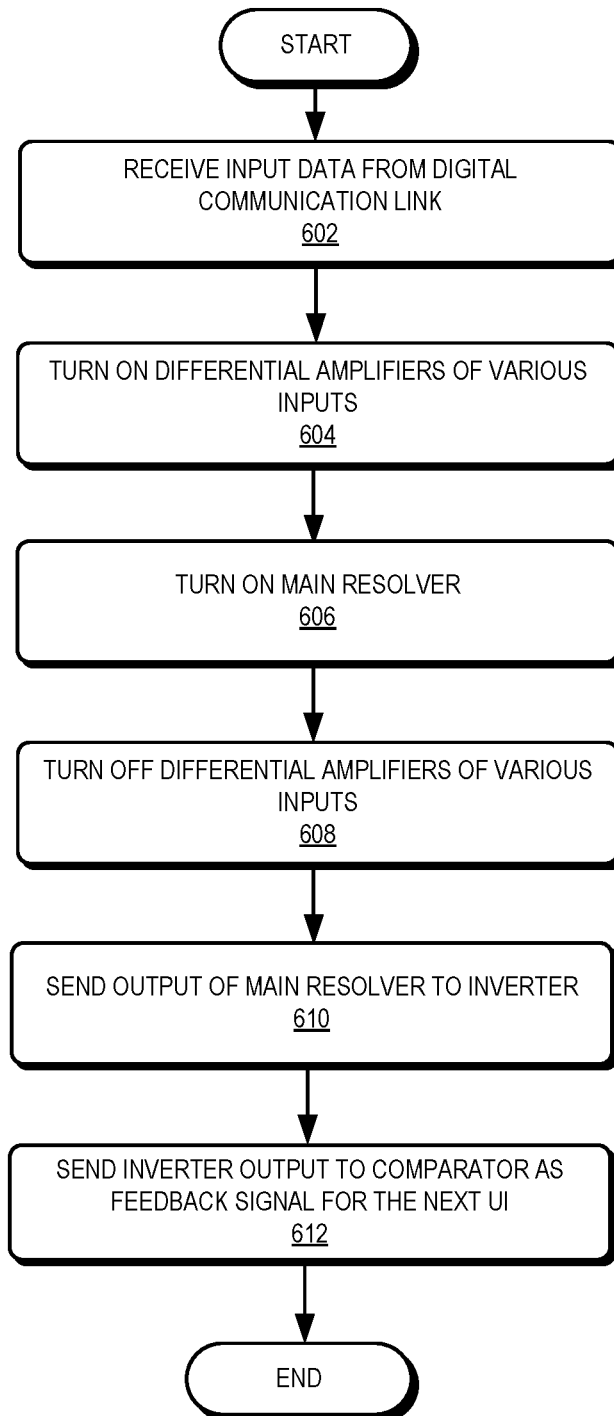 START
RECEIVE INPUT DATA FROM DIGITAL
COMMUNICATION LINK
602
TURN ON DIFFERENTIAL AMPLIFIERS OF VARIOUS
INPUTS
604
TURN ON MAIN RESOLVER
606
TURN OFF DIFFERENTIAL AMPLIFIERS OF VARIOUS
INPUTS
608
SEND OUTPUT OF MAIN RESOLVER TO INVERTER
610
SEND INVERTER OUTPUT TO COMPARATOR AS
FEEDBACK SIGNAL FOR THE NEXT UI
612
END